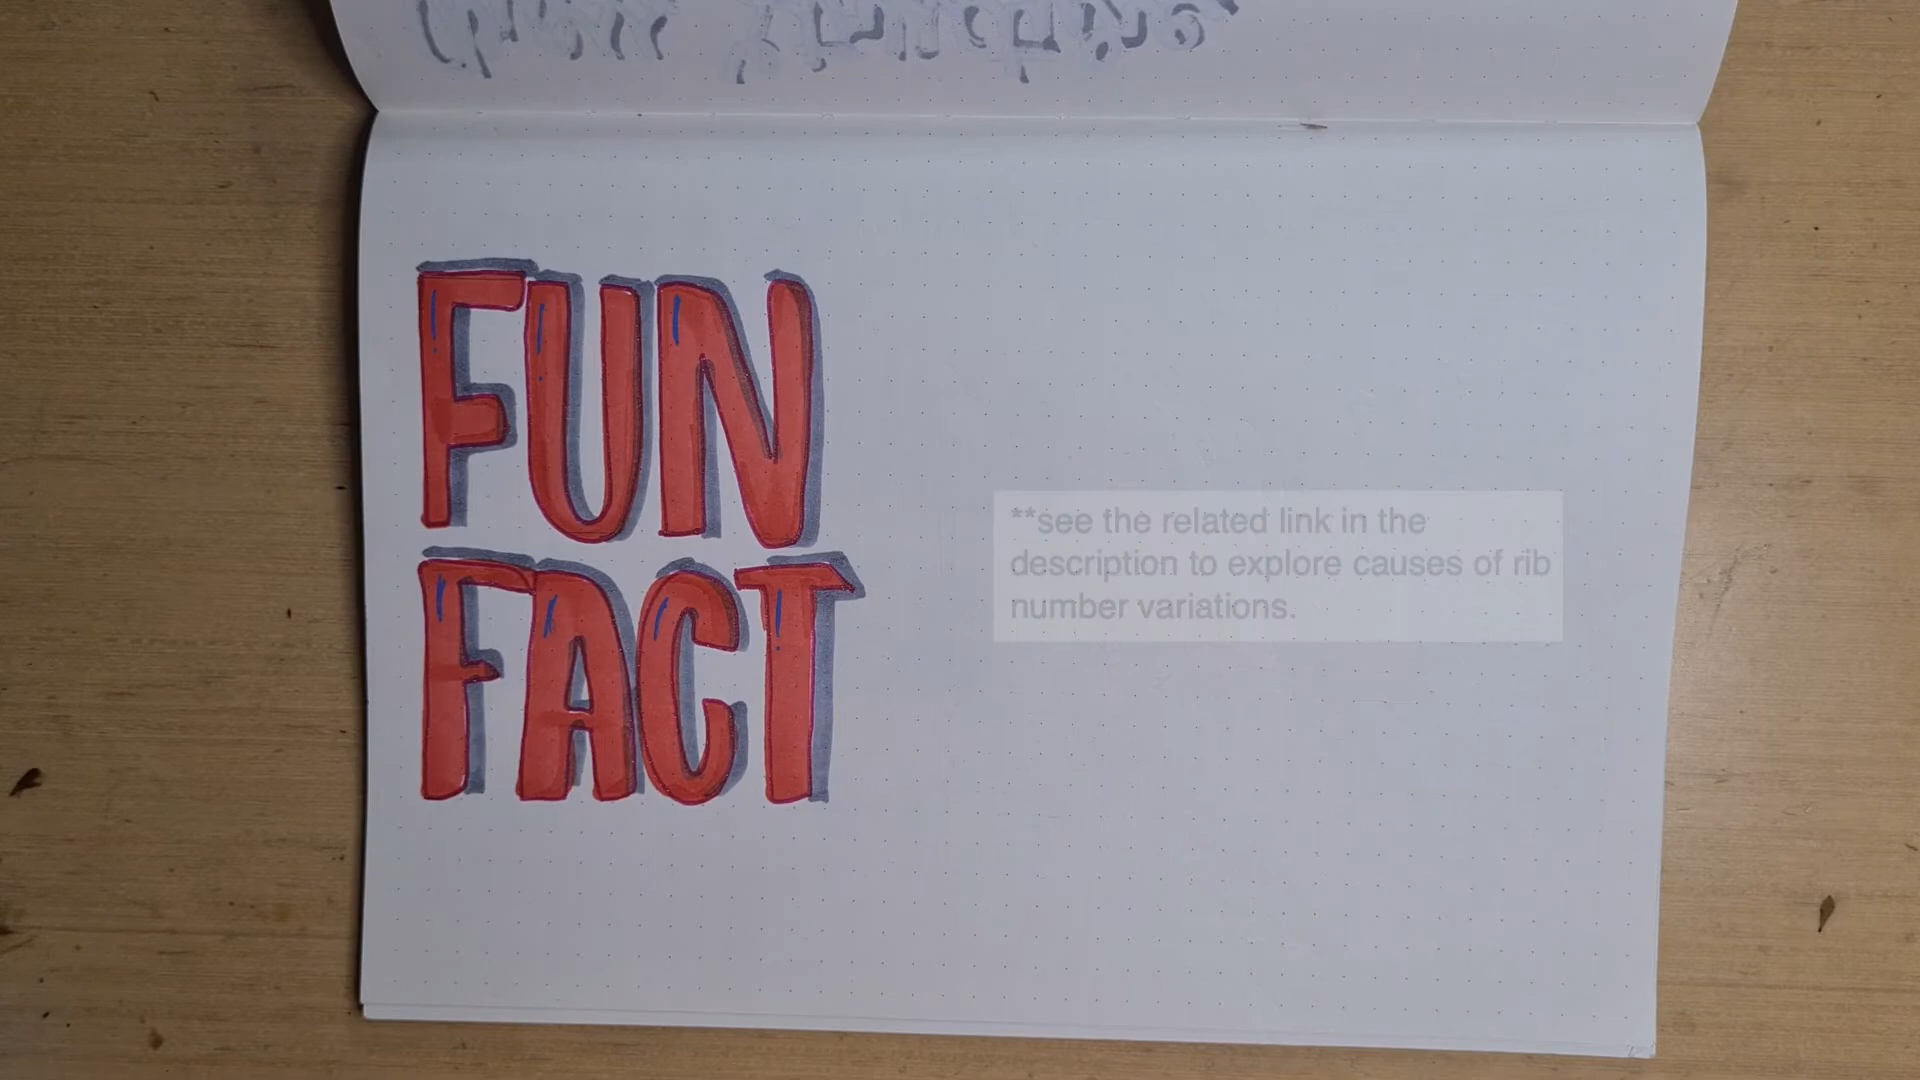 FUN
FACT
**see the related link in the
description to explore causes of rib
number variations.